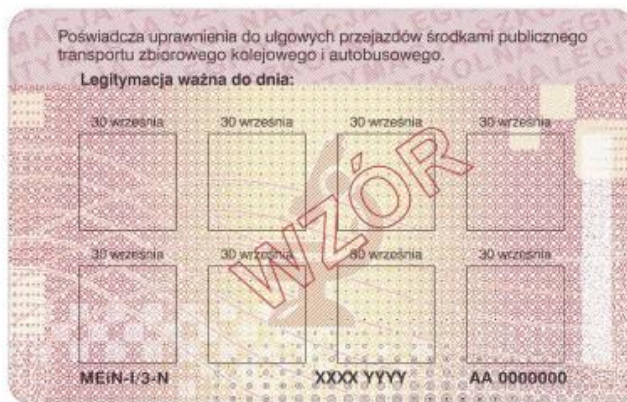 Poświadcza uprawnienia do ulgowych przejazdów środkami publicznego
transportu zbiorowego kolejowego i autobusowego.
Legitymacja ważna do dnia:
30 września 30 września 30 września 30 września
WZÓR
30 września 30 września 30 września 30 września
MEiN-I/3-N XXXX YYYY AA 0000000